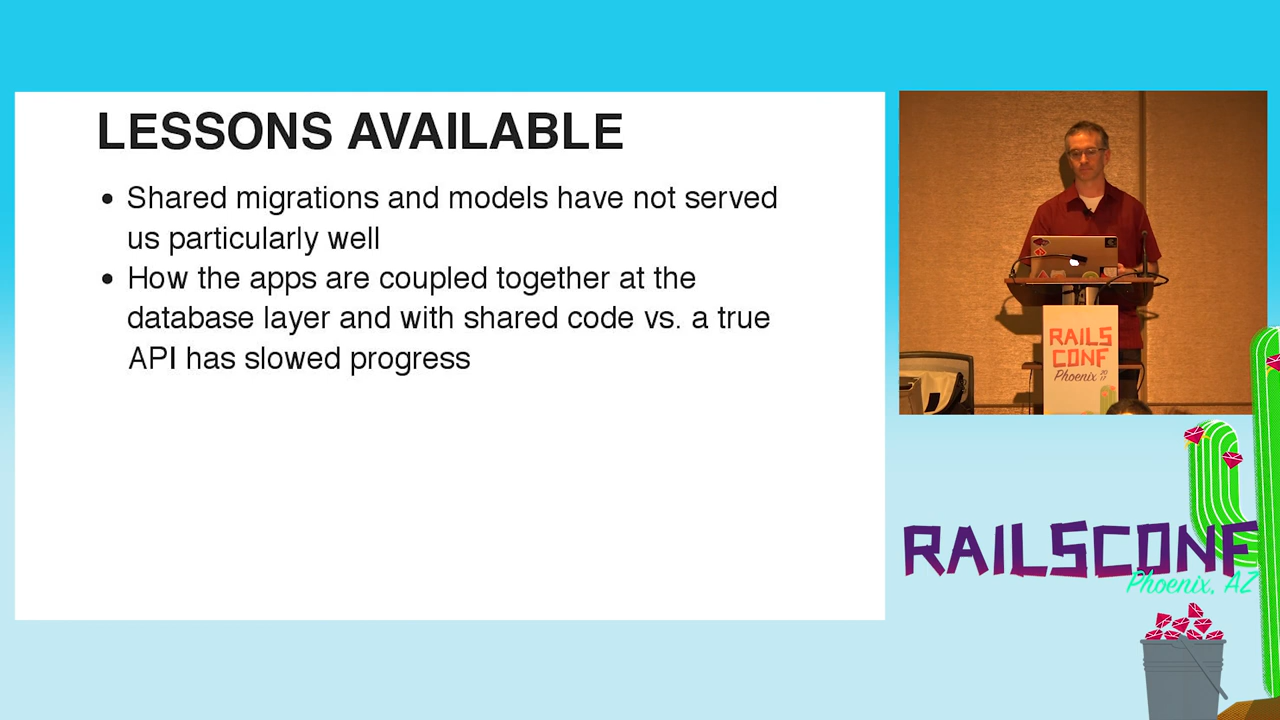 LESSONS AVAILABLE
• Shared migrations and models have not served
us particularly well
• How the apps are coupled together at the
database layer and with shared code vs. a true
API has slowed progress
RAILS
CONF
Phoenix 20
17
RAILSCONF
Phoenix, AZ